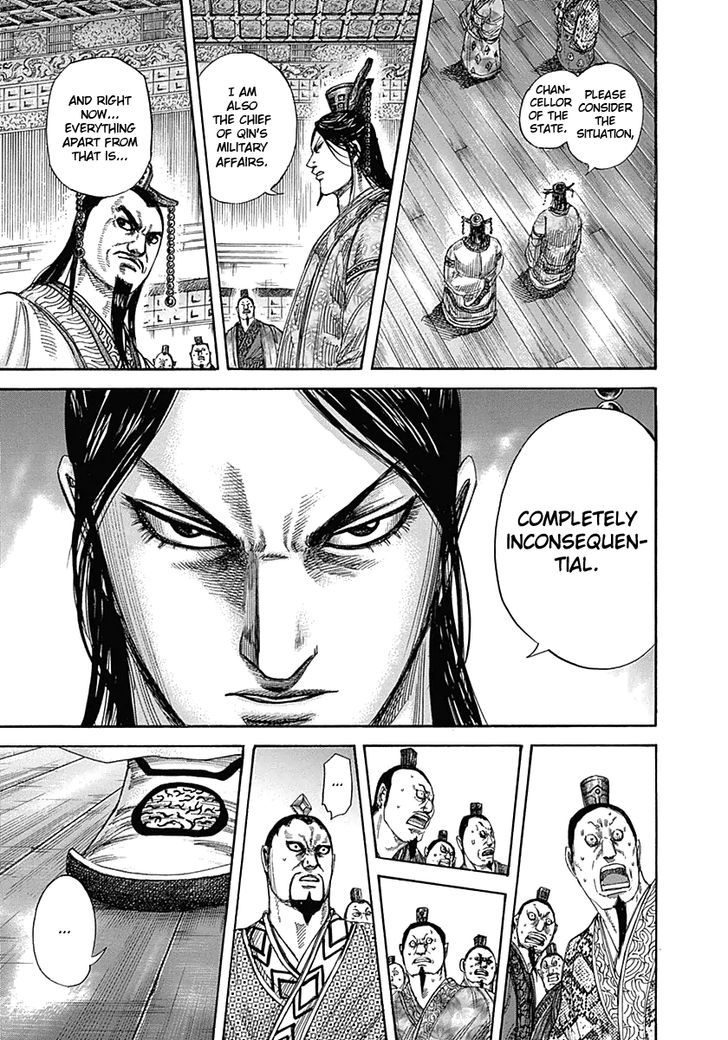 PLEASE
CONSIDER
THE
SITUATION,
CHAN-
CELLOR
OF THE
STATE.
I AM
ALSO
THE CHIEF
OF QIN'S
MILITARY
AFFAIRS.
AND RIGHT
NOW...
EVERYTHING
APART FROM
THAT IS...
COMPLETELY
INCONSEQUEN-
TIAL.
...
...